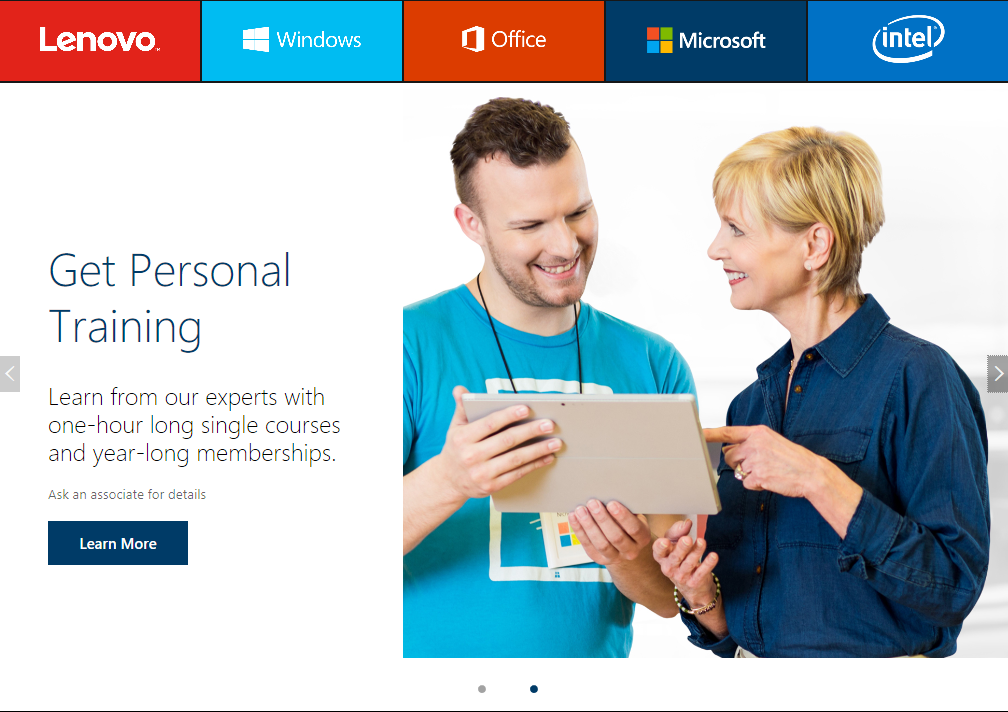 Lenovo™
Windows
Office
Microsoft
intel
Get Personal
Training
Learn from our experts with
one-hour long single courses
and year-long memberships.
Ask an associate for details
Learn More